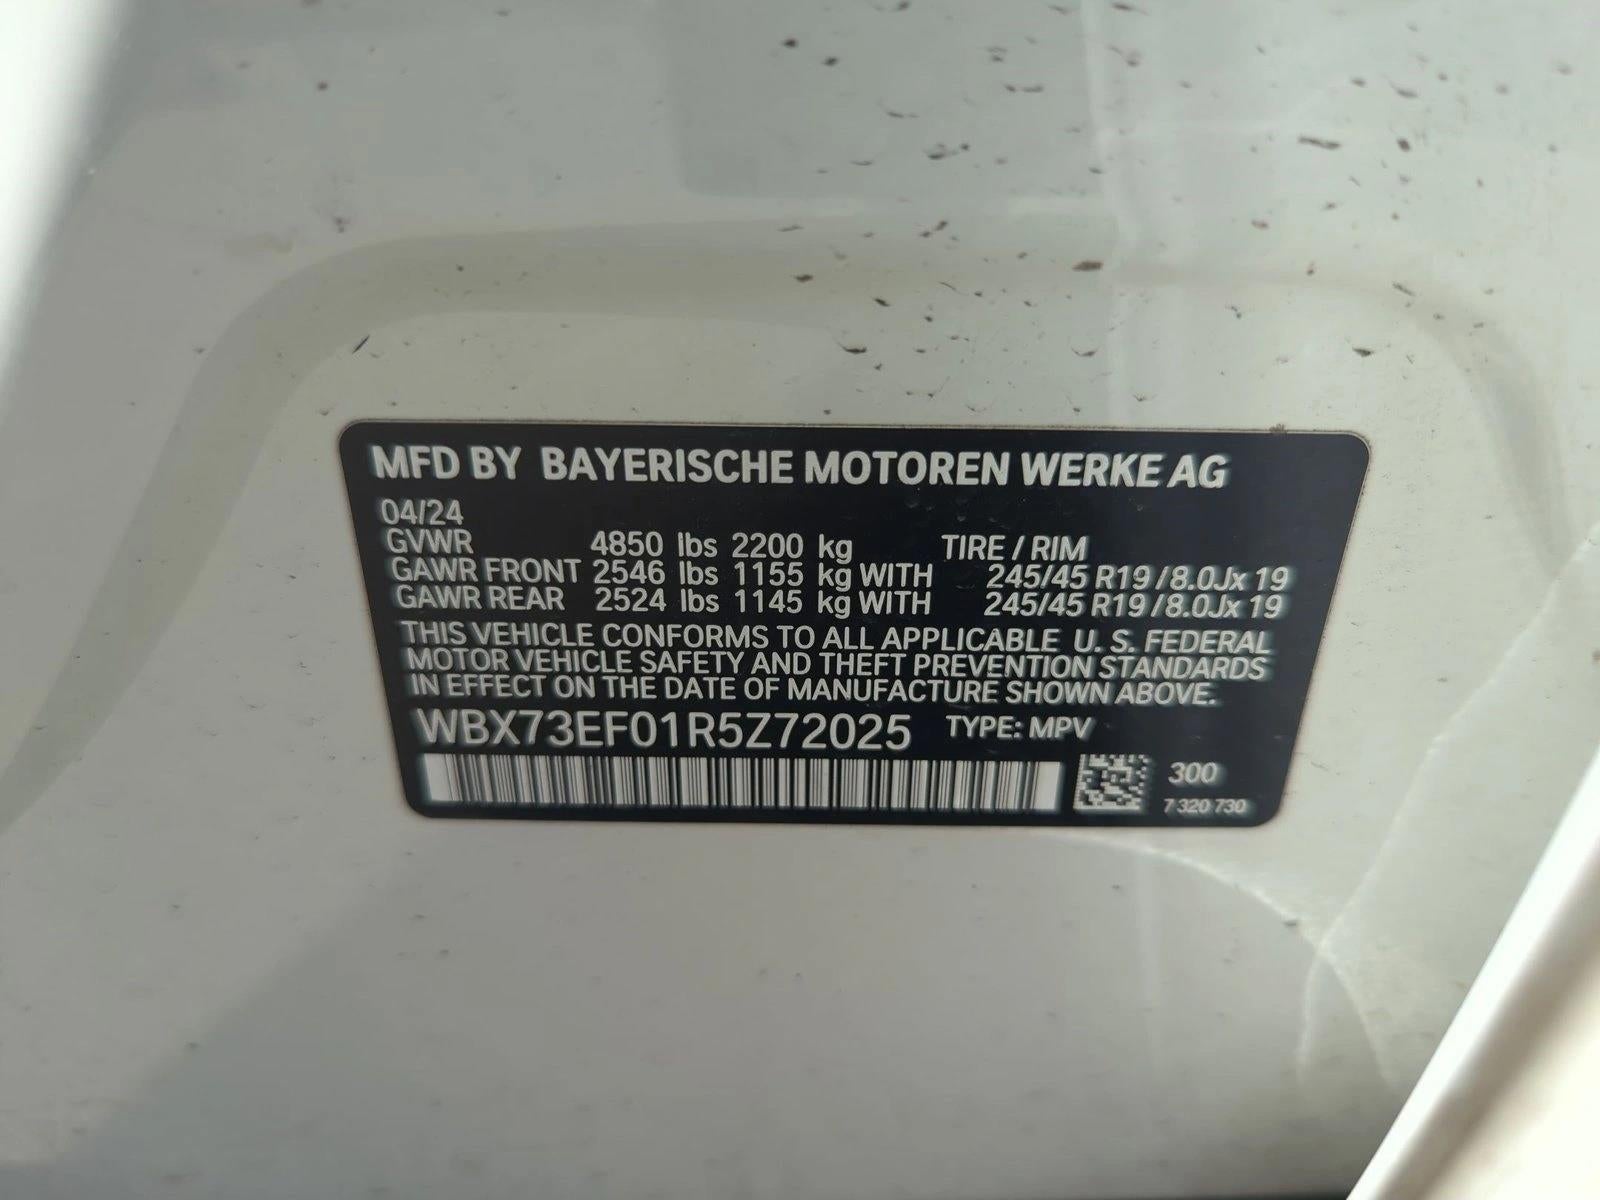 MFD BY BAYERISCHE MOTOREN WERKE AG
04/24
GVWR 4850 lbs 2200 kg TIRE / RIM
GAWR FRONT 2546 lbs 1155 kg WITH 245/45 R19 /8.0Jx 19
GAWR REAR 2524 lbs 1145 kg WITH 245/45 R19 /8.0Jx 19
THIS VEHICLE CONFORMS TO ALL APPLICABLE U. S. FEDERAL
MOTOR VEHICLE SAFETY AND THEFT PREVENTION STANDARDS
IN EFFECT ON THE DATE OF MANUFACTURE SHOWN ABOVE.
WBX73EF01R5Z72025 TYPE: MPV
300
7 320 730